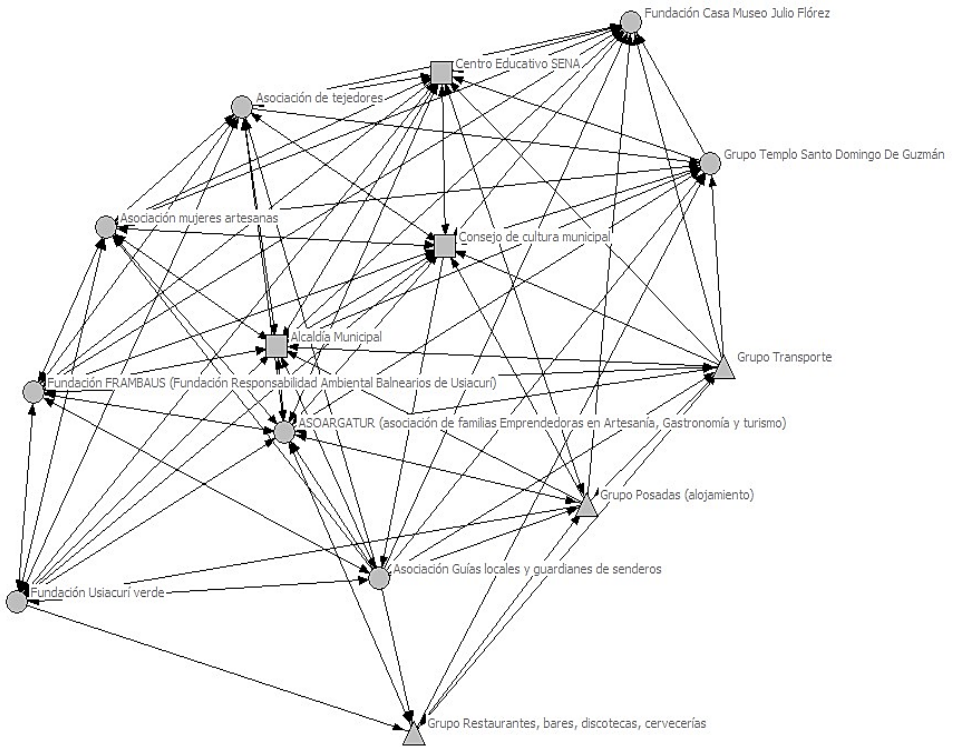 Fundación Casa Museo Julio Flórez
Centro Educativo SENA
Asociación de tejedores
Grupo Templo Santo Domingo De Guzmán
Asociación mujeres artesanas
Consejo de cultura municipal
Alcaldía Municipal
Grupo Transporte
Fundación FRAMBAUS (Fundación Responsabilidad Ambiental Balnearios de Usiacurí)
ASOARGATUR (asociación de familias Emprendedoras en Artesanía, Gastronomía y turismo)
Grupo Posadas (alojamiento)
Asociación Guías locales y guardianes de senderos
Fundación Usiacurí verde
Grupo Restaurantes, bares, discotecas, cervecerías